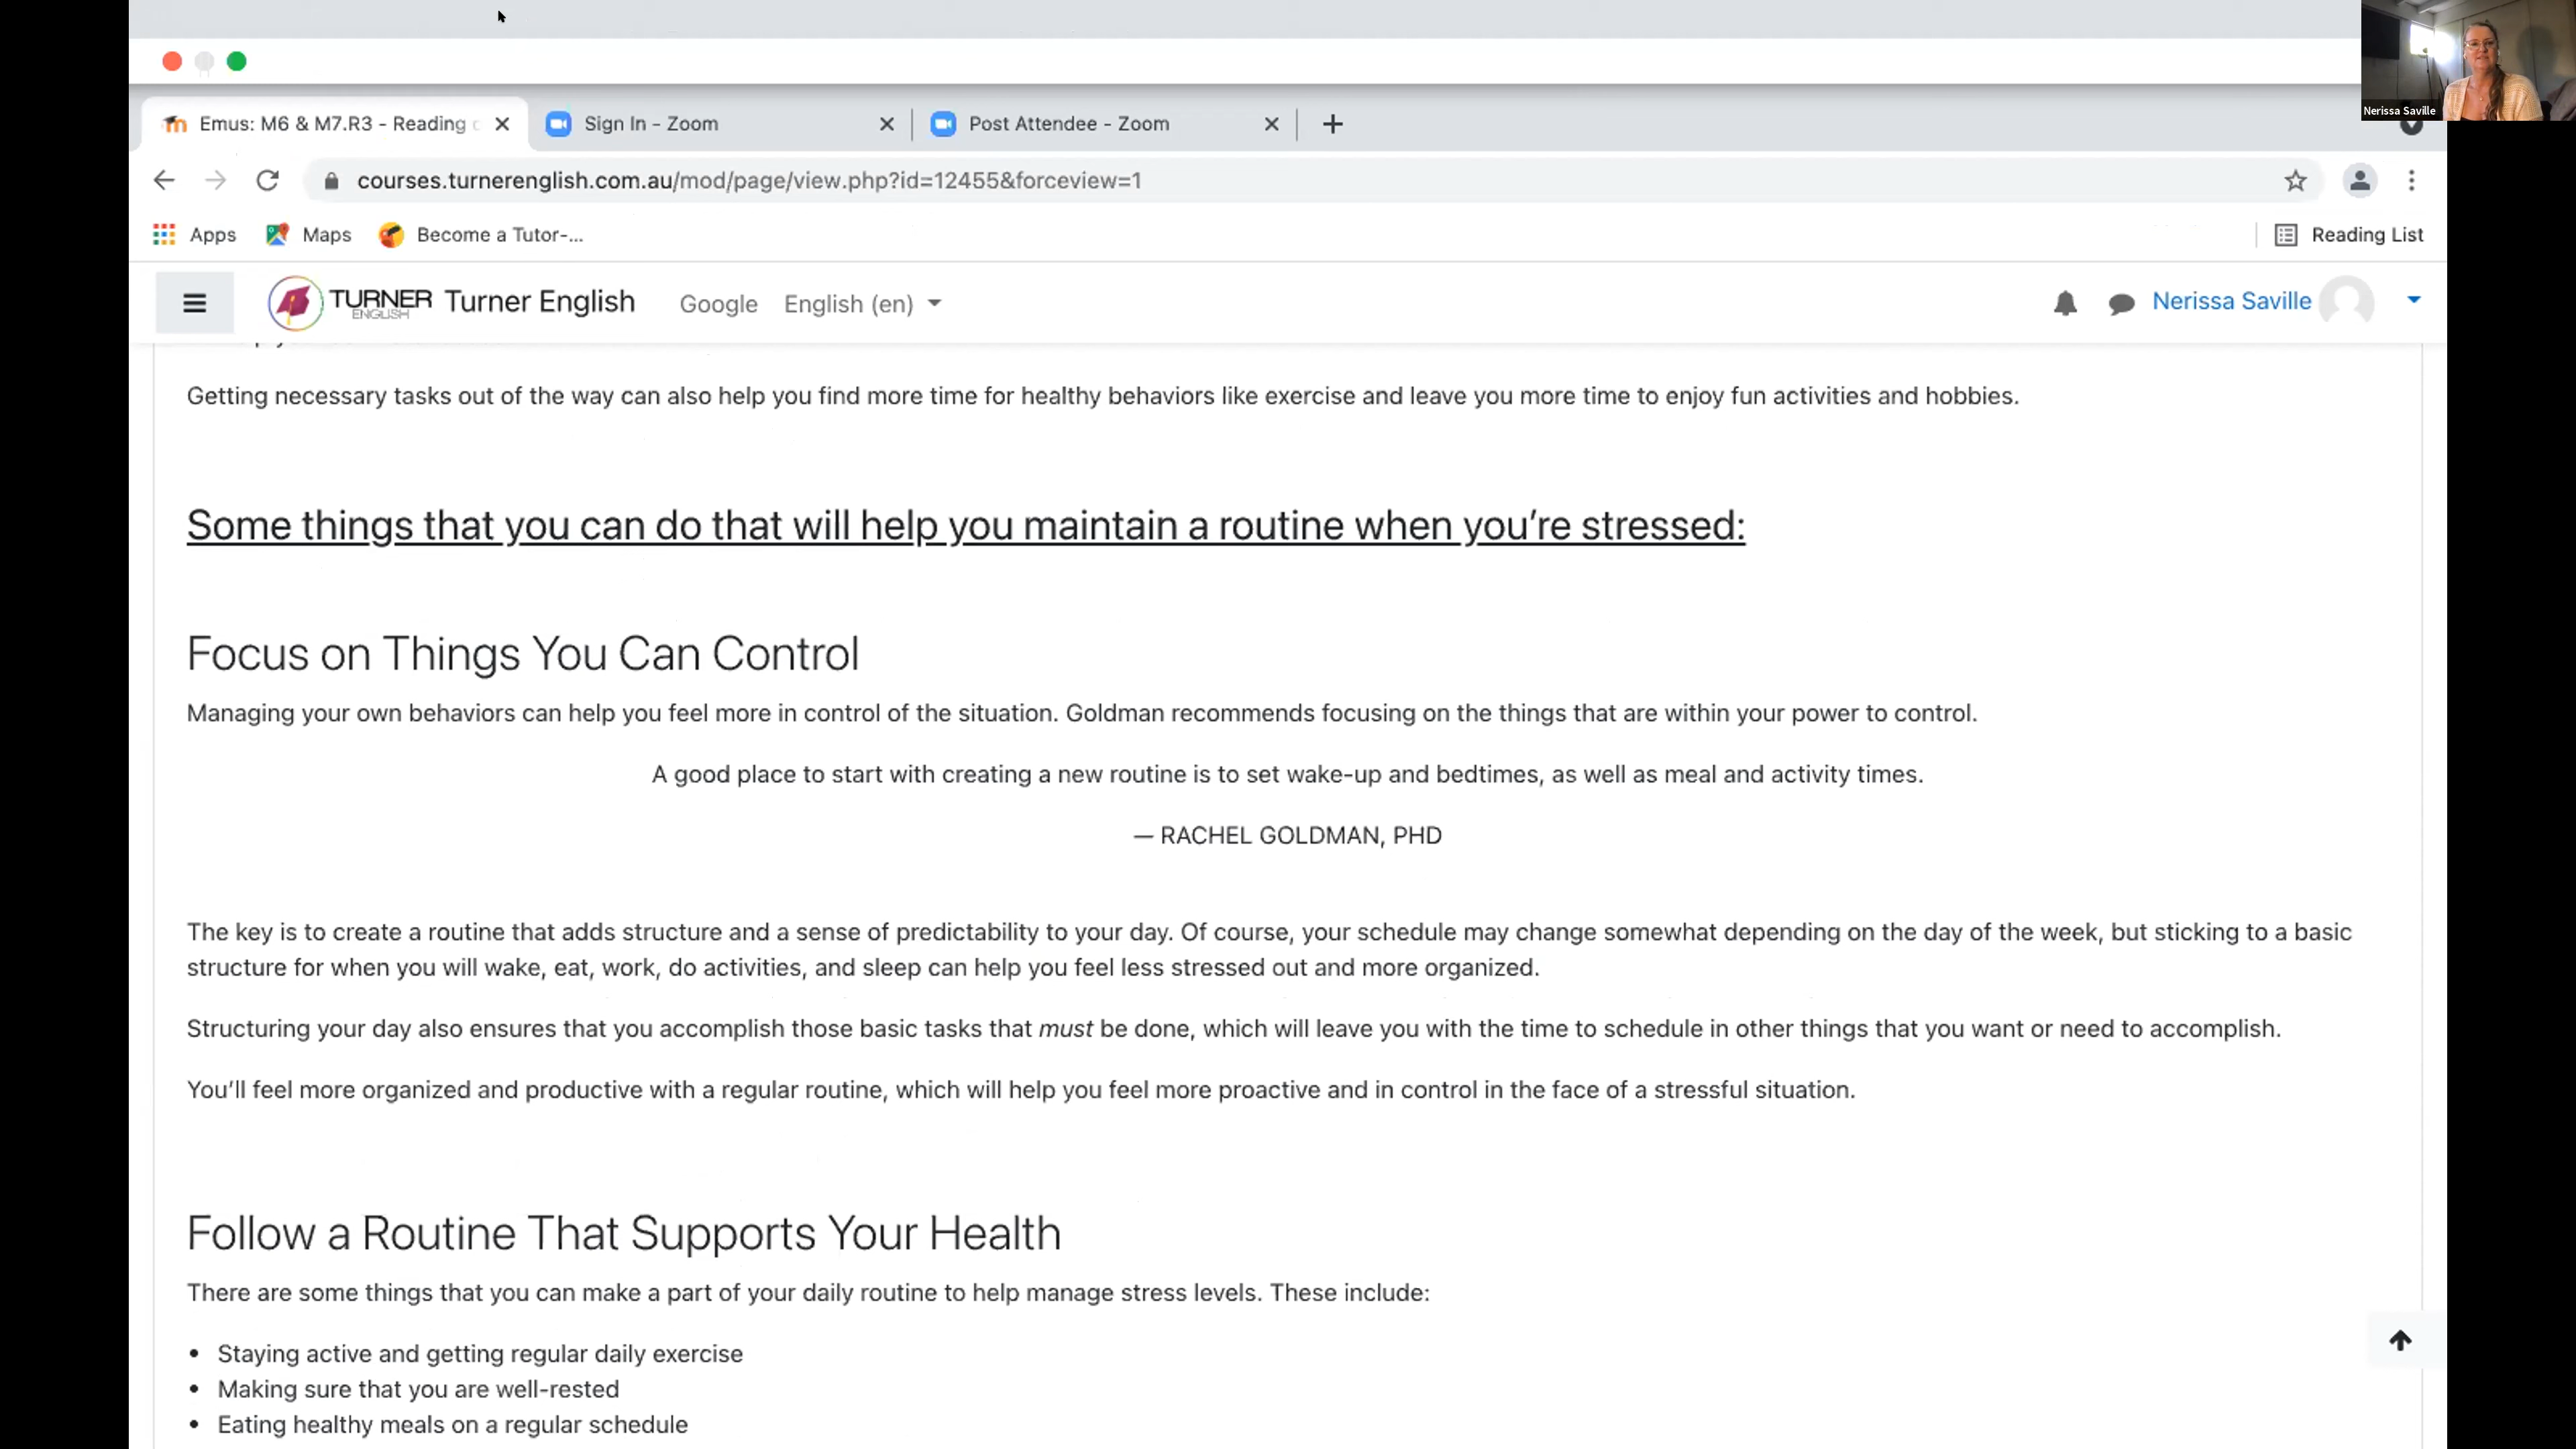 Nerissa Saville
Emus: M6 & M7.R3 - Reading
Sign In - Zoom
Post Attendee - Zoom
courses.turnerenglish.com.au/mod/page/view.php?id=12455&forceview=1
Apps
Maps
Become a Tutor-...
Reading List
TURNER
ENGLISH
Turner English
Google
English (en)
Nerissa Saville
Getting necessary tasks out of the way can also help you find more time for healthy behaviors like exercise and leave you more time to enjoy fun activities and hobbies.
Some things that you can do that will help you maintain a routine when you’re stressed:
Focus on Things You Can Control
Managing your own behaviors can help you feel more in control of the situation. Goldman recommends focusing on the things that are within your power to control.
A good place to start with creating a new routine is to set wake-up and bedtimes, as well as meal and activity times.
— RACHEL GOLDMAN, PHD
The key is to create a routine that adds structure and a sense of predictability to your day. Of course, your schedule may change somewhat depending on the day of the week, but sticking to a basic
structure for when you will wake, eat, work, do activities, and sleep can help you feel less stressed out and more organized.
Structuring your day also ensures that you accomplish those basic tasks that must be done, which will leave you with the time to schedule in other things that you want or need to accomplish.
You’ll feel more organized and productive with a regular routine, which will help you feel more proactive and in control in the face of a stressful situation.
Follow a Routine That Supports Your Health
There are some things that you can make a part of your daily routine to help manage stress levels. These include:
• Staying active and getting regular daily exercise
• Making sure that you are well-rested
• Eating healthy meals on a regular schedule